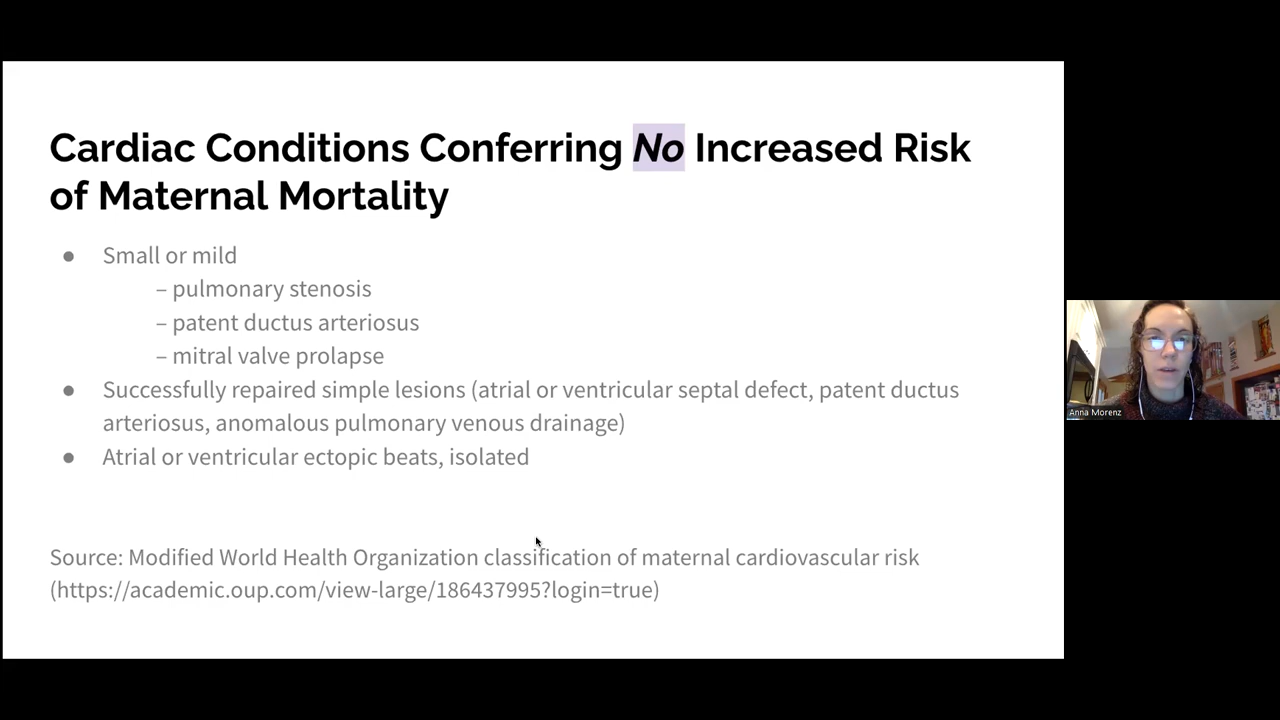 Cardiac Conditions Conferring No Increased Risk
of Maternal Mortality
● Small or mild
– pulmonary stenosis
– patent ductus arteriosus
– mitral valve prolapse
● Successfully repaired simple lesions (atrial or ventricular septal defect, patent ductus
arteriosus, anomalous pulmonary venous drainage)
● Atrial or ventricular ectopic beats, isolated
Source: Modified World Health Organization classification of maternal cardiovascular risk
(https://academic.oup.com/view-large/186437995?login=true)
Anna Morenz